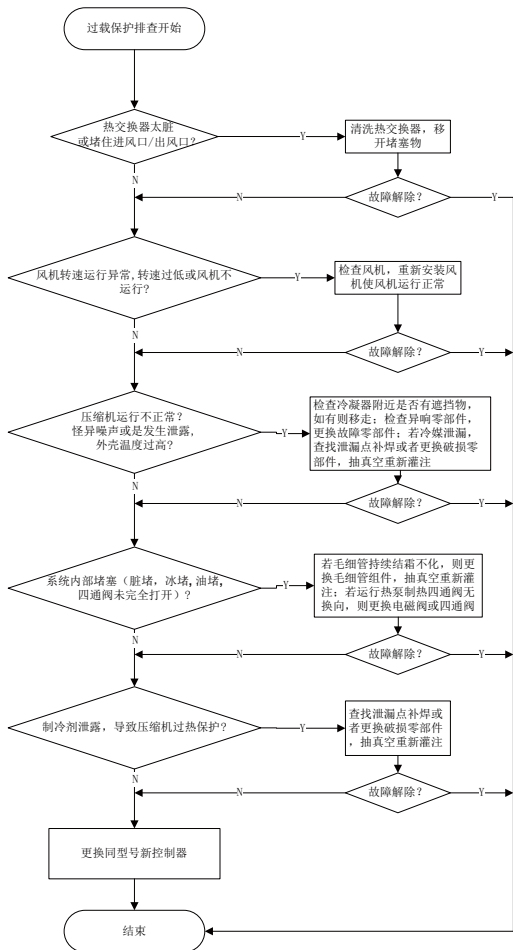 过载保护排查开始
热交换器太脏
或堵住进风口/出风口?
Y
清洗热交换器，移
开堵塞物
N
N
故障解除?
Y
风机转速运行异常,转速过低或风机不
运行?
Y
检查风机，重新安装风
机使风机运行正常
N
N
故障解除?
Y
压缩机运行不正常?
怪异噪声或是发生泄露,
外壳温度过高?
Y
检查冷凝器附近是否有遮挡物，
如有则移走；检查异响零部件，
更换故障零部件；若冷媒泄漏，
查找泄漏点补焊或者更换破损零
部件，抽真空重新灌注
N
N
故障解除?
Y
系统内部堵塞（脏堵，冰堵,油堵,
四通阀未完全打开）?
Y
若毛细管持续结霜不化，则更
换毛细管组件，抽真空重新灌
注；若运行热泵制热四通阀无
换向，则更换电磁阀或四通阀
N
N
故障解除?
Y
制冷剂泄露，导致压缩机过热保护?
Y
查找泄漏点补焊或
者更换破损零部件
，抽真空重新灌注
N
N
故障解除?
Y
更换同型号新控制器
结束